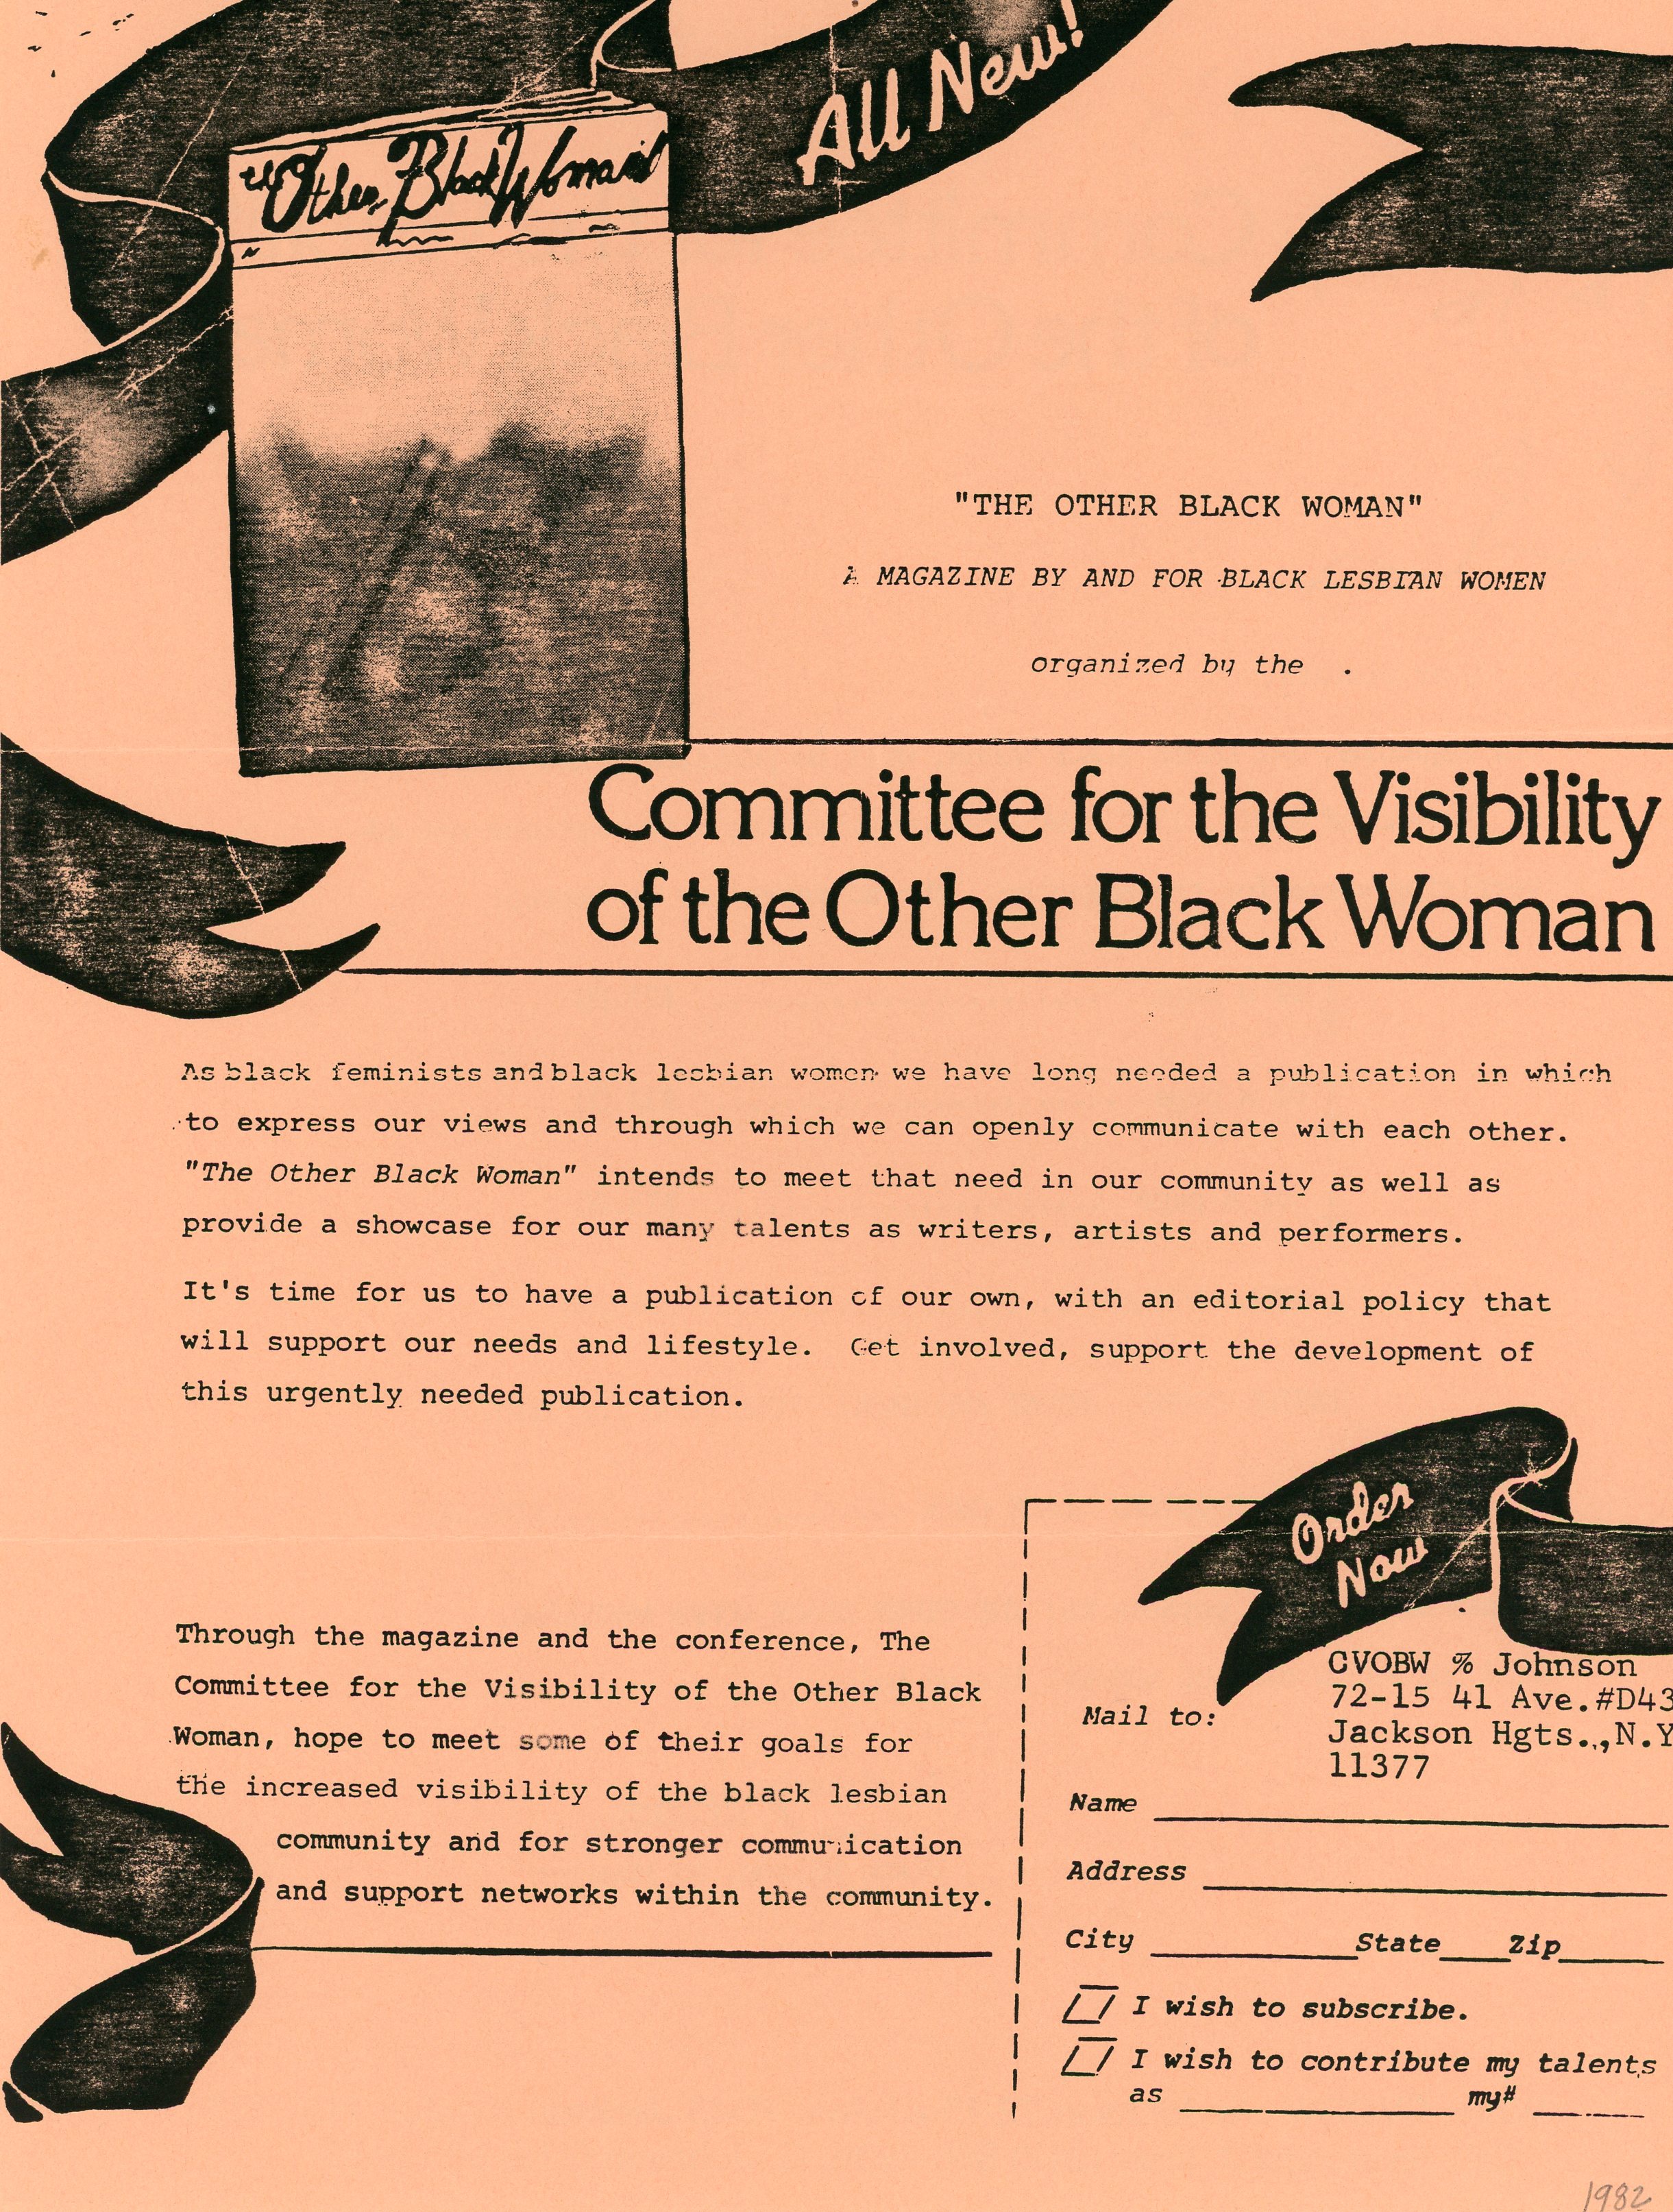 All New!
the Other Black Woman
"THE OTHER BLACK WOMAN"
A MAGAZINE BY AND FOR BLACK LESBIAN WOMEN
organized by the .
Committee for the Visibility
of the Other Black Woman
As black feminists and black lesbian women we have long needed a publication in which
to express our views and through which we can openly communicate with each other.
"The Other Black Woman" intends to meet that need in our community as well as
provide a showcase for our many talents as writers, artists and performers.
It's time for us to have a publication of our own, with an editorial policy that
will support our needs and lifestyle. Get involved, support the development of
this urgently needed publication.
Through the magazine and the conference, The
Committee for the Visibility of the Other Black
Woman, hope to meet some of their goals for
the increased visibility of the black lesbian
community and for stronger communication
and support networks within the community.
Order
Now
Mail to:
CVOBW % Johnson
72-15 41 Ave.#D43
Jackson Hgts.,N.Y
11377
Name
Address
City State Zip
I wish to subscribe.
I wish to contribute my talents
as my#
1982